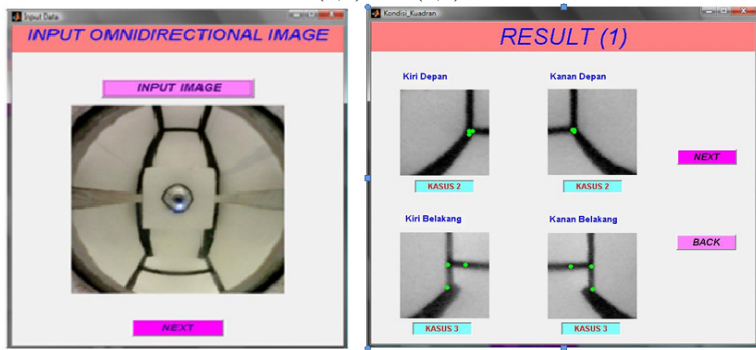 Input Data
INPUT OMNIDIRECTIONAL IMAGE
INPUT IMAGE
NEXT
Kondisi_Kuadran
RESULT (1)
Kiri Depan
Kanan Depan
KASUS 2
KASUS 2
NEXT
Kiri Belakang
Kanan Belakang
BACK
KASUS 3
KASUS 3